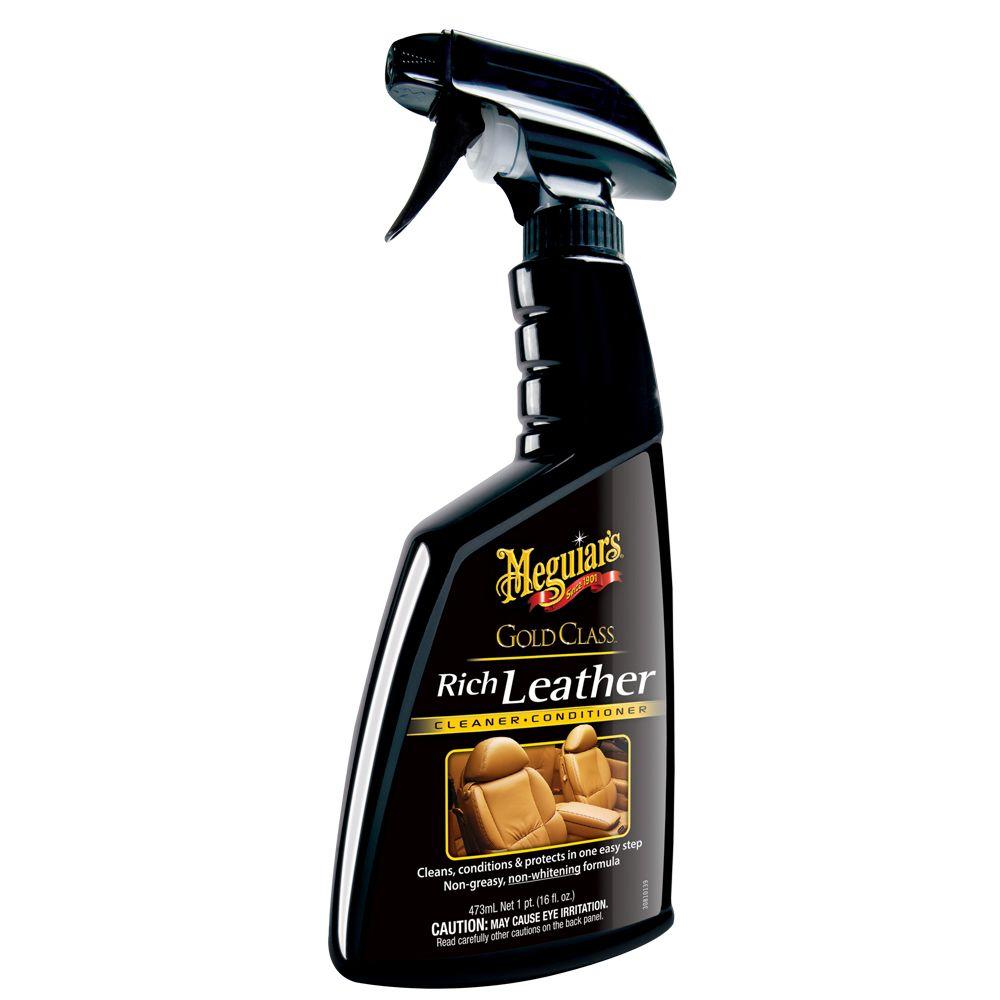 Meguiar's
Since 1901
GOLD CLASS™
Rich Leather
CLEANER•CONDITIONER
Cleans, conditions & protects in one easy step
Non-greasy, non-whitening formula
473mL Net 1 pt. (16 fl. oz.)
CAUTION: MAY CAUSE EYE IRRITATION.
Read carefully other cautions on the back panel.
30810139